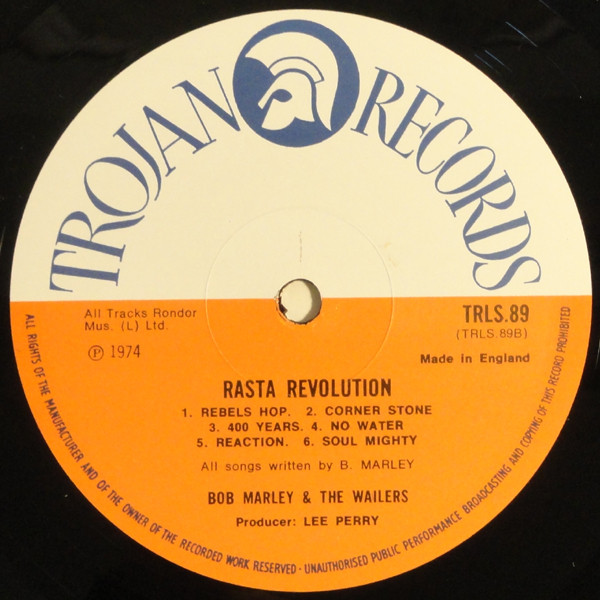 TROJAN RECORDS
All Tracks Rondor
Mus. (L) Ltd.
℗ 1974
TRLS.89
(TRLS.89B)
Made in England
RASTA REVOLUTION
1. REBELS HOP. 2. CORNER STONE
3. 400 YEARS. 4. NO WATER
5. REACTION. 6. SOUL MIGHTY
All songs written by B. MARLEY
BOB MARLEY & THE WAILERS
Producer: LEE PERRY
ALL RIGHTS OF THE MANUFACTURER AND OF THE OWNER OF THE RECORDED WORK RESERVED - UNAUTHORISED PUBLIC PERFORMANCE BROADCASTING AND COPYING OF THIS RECORD PROHIBITED